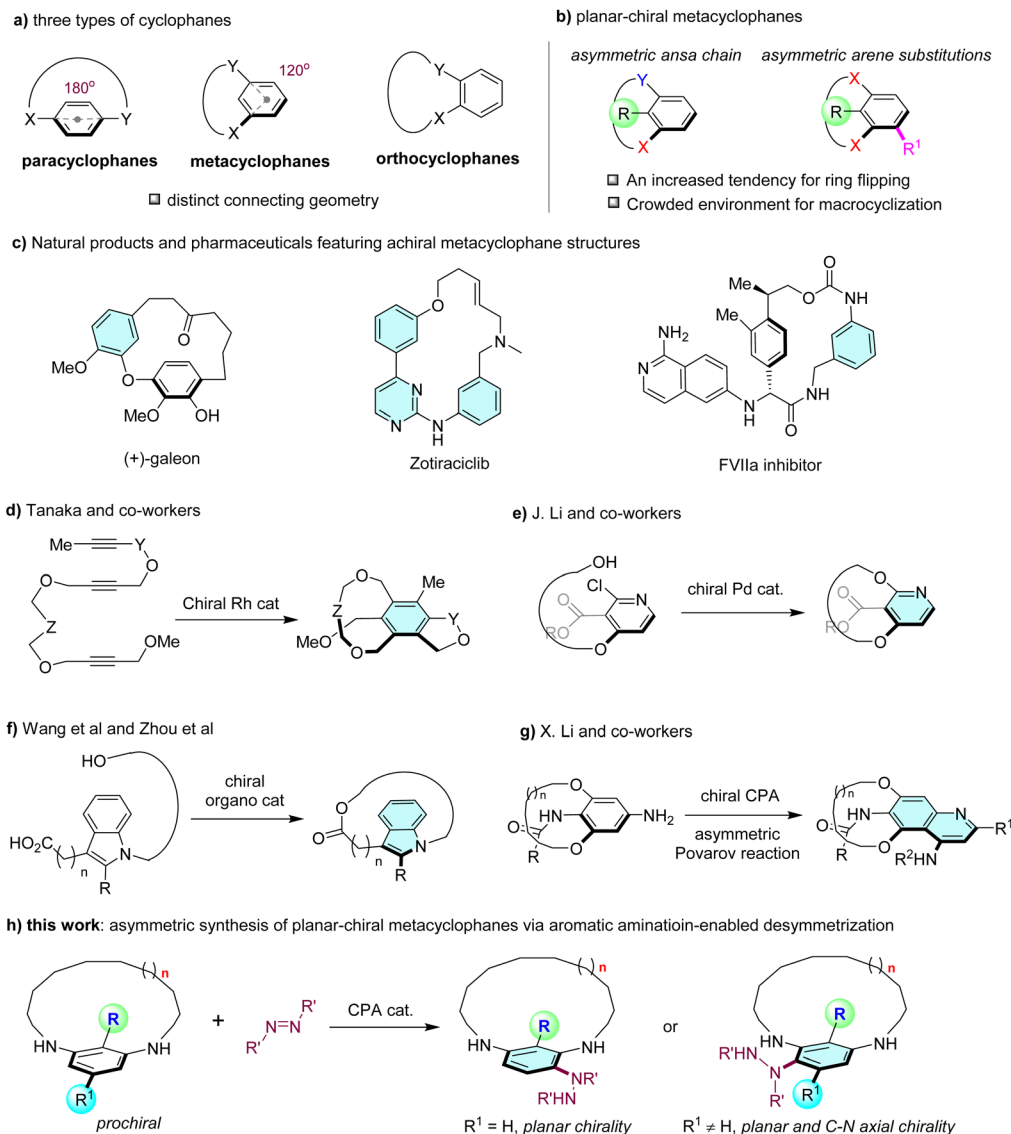 a) three types of cyclophanes
180°
X
Y
paracyclophanes
Y
120°
X
metacyclophanes
Y
X
orthocyclophanes
distinct connecting geometry
b) planar-chiral metacyclophanes
asymmetric ansa chain
asymmetric arene substitutions
Y
R
X
X
R
X
R¹
An increased tendency for ring flipping
Crowded environment for macrocyclization
c) Natural products and pharmaceuticals featuring achiral metacyclophane structures
O
MeO
O
MeO
OH
(+)-galeon
O
N
N
N
N
H
Zotiraciclib
O
Me
O
NH
Me
NH₂
N
N
H
NH
O
FVIIa inhibitor
d) Tanaka and co-workers
Me
Y
O
O
Z
OMe
O
Chiral Rh cat
O
Me
Z
Y
MeO
O
O
e) J. Li and co-workers
OH
Cl
O
N
RO
O
chiral Pd cat.
O
O
N
RO
O
f) Wang et al and Zhou et al
HO
HO₂C
( )n
N
R
chiral
organo cat
O
O
( )n
N
R
g) X. Li and co-workers
O
( )n
HN
NH₂
O
O
R
chiral CPA
asymmetric
Povarov reaction
O
( )n
HN
N
O
O
R¹
R
R²HN
h) this work: asymmetric synthesis of planar-chiral metacyclophanes via aromatic aminatioin-enabled desymmetrization
( )n
R
HN
NH
R¹
prochiral
+
R'
N=N
R'
CPA cat.
( )n
R
HN
NH
NR'
R'HN
R¹ = H, planar chirality
or
( )n
R
HN
NH
R'HN
N
R'
R¹
R¹ ≠ H, planar and C-N axial chirality